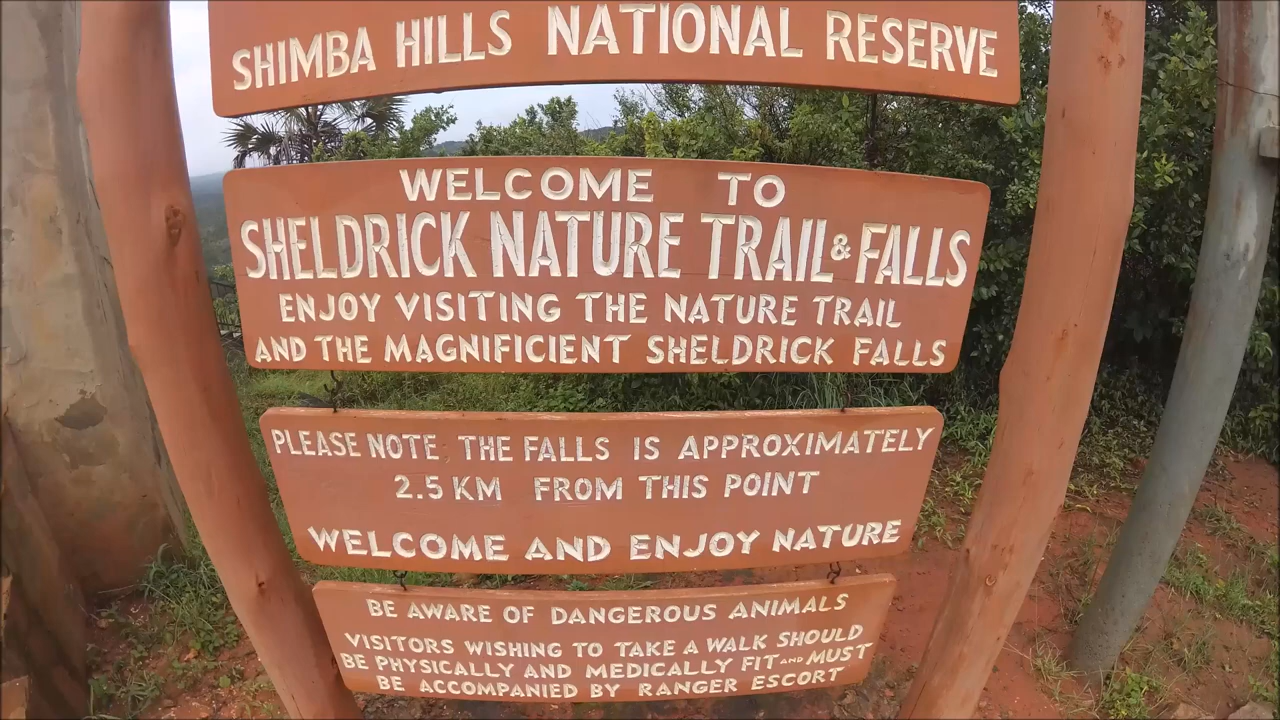 SHIMBA HILLS NATIONAL RESERVE
WELCOME TO
SHELDRICK NATURE TRAIL & FALLS
ENJOY VISITING THE NATURE TRAIL
AND THE MAGNIFICIENT SHELDRICK FALLS
PLEASE NOTE: THE FALLS IS APPROXIMATELY
2.5 KM FROM THIS POINT
WELCOME AND ENJOY NATURE
BE AWARE OF DANGEROUS ANIMALS
VISITORS WISHING TO TAKE A WALK SHOULD
BE PHYSICALLY AND MEDICALLY FIT AND MUST
BE ACCOMPANIED BY RANGER ESCORT